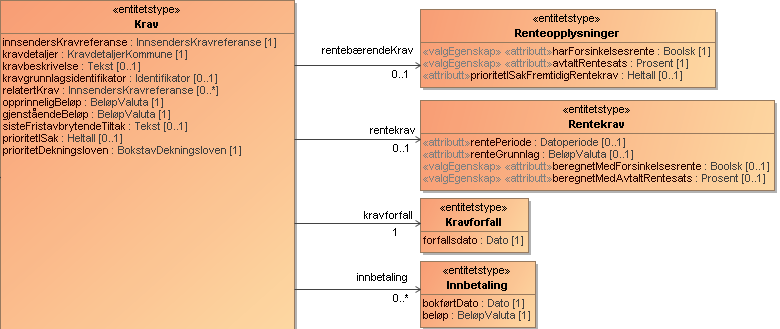 «entitetstype»
Krav
innsendersKravreferanse : InnsendersKravreferanse [1]
kravdetaljer : KravdetaljerKommune [1]
kravbeskrivelse : Tekst [0..1]
kravgrunnlagsidentifikator : Identifikator [0..1]
relatertKrav : InnsendersKravreferanse [0..*]
opprinneligBeløp : BeløpValuta [1]
gjenståendeBeløp : BeløpValuta [1]
sisteFristavbrytendeTiltak : Tekst [0..1]
prioritetISak : Heltall [0..1]
prioritetDekningsloven : BokstavDekningsloven [1]
rentebærendeKrav
0..1
«entitetstype»
Renteopplysninger
«valgEgenskap» «attributt»harForsinkelsesrente : Boolsk [1]
«valgEgenskap» «attributt»avtaltRentesats : Prosent [1]
«attributt»prioritetISakFremtidigRentekrav : Heltall [0..1]
rentekrav
0..1
«entitetstype»
Rentekrav
«attributt»rentePeriode : Datoperiode [0..1]
«attributt»renteGrunnlag : BeløpValuta [0..1]
«valgEgenskap» «attributt»beregnetMedForsinkelsesrente : Boolsk [0..1]
«valgEgenskap» «attributt»beregnetMedAvtaltRentesats : Prosent [0..1]
kravforfall
1
«entitetstype»
Kravforfall
forfallsdato : Dato [1]
innbetaling
0..*
«entitetstype»
Innbetaling
bokførtDato : Dato [1]
beløp : BeløpValuta [1]